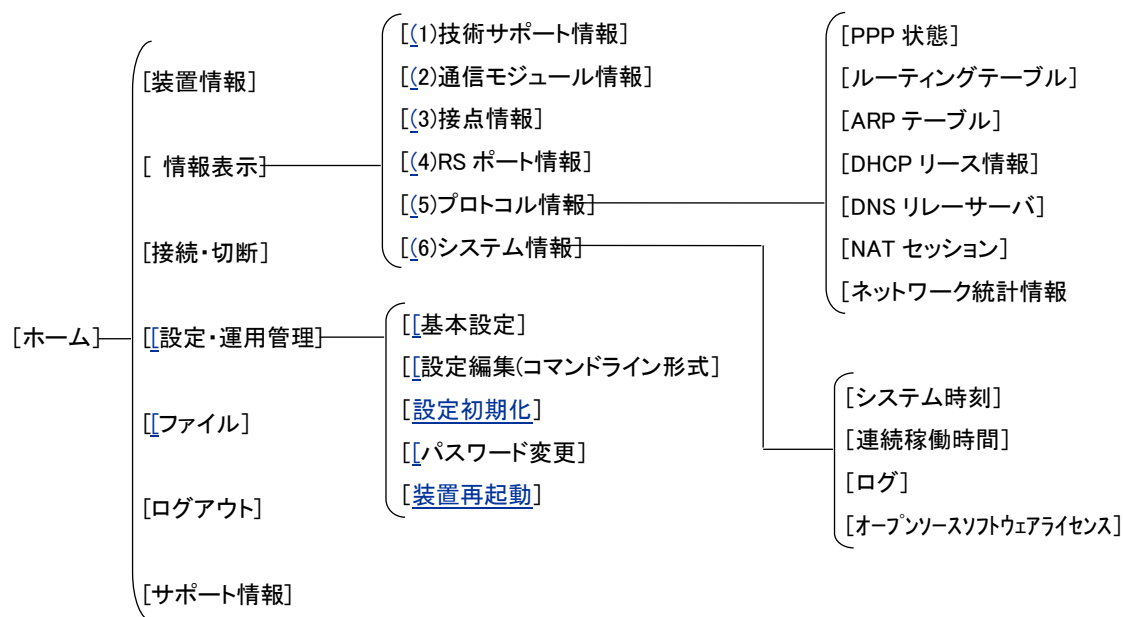 [ホーム]
[装置情報]
[ 情報表示]
[接続・切断]
[[設定・運用管理]
[[ファイル]
[ログアウト]
[サポート情報]
[(1)技術サポート情報]
[(2)通信モジュール情報]
[(3)接点情報]
[(4)RS ポート情報]
[(5)プロトコル情報]
[(6)システム情報]
[[基本設定]
[[設定編集(コマンドライン形式]
[設定初期化]
[[パスワード変更]
[装置再起動]
[PPP 状態]
[ルーティングテーブル]
[ARP テーブル]
[DHCP リース情報]
[DNS リレーサーバ]
[NAT セッション]
[ネットワーク統計情報
[システム時刻]
[連続稼働時間]
[ログ]
[オープンソースソフトウェアライセンス]